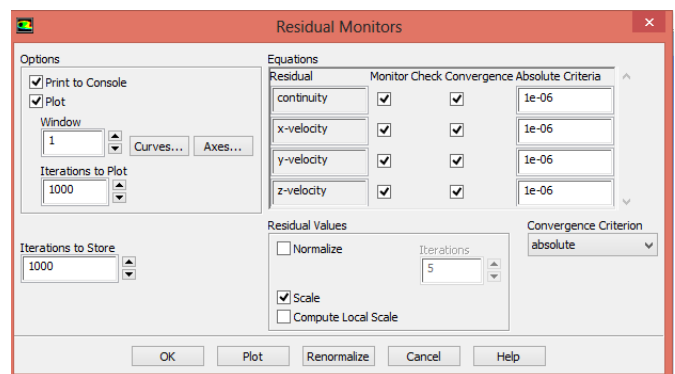 Residual Monitors
×
Options
Print to Console
Plot
Window
1
Curves...
Axes...
Iterations to Plot
1000
Iterations to Store
1000
Equations
Residual Monitor Check Convergence Absolute Criteria
continuity 1e-06
x-velocity 1e-06
y-velocity 1e-06
z-velocity 1e-06
Residual Values
Normalize
Iterations
5
Scale
Compute Local Scale
Convergence Criterion
absolute
OK Plot Renormalize Cancel Help